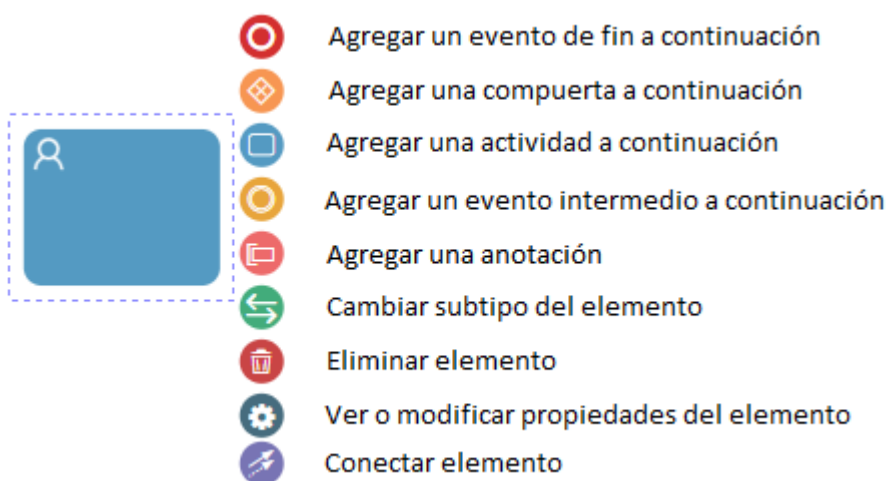 Agregar un evento de fin a continuación
Agregar una compuerta a continuación
Agregar una actividad a continuación
Agregar un evento intermedio a continuación
Agregar una anotación
Cambiar subtipo del elemento
Eliminar elemento
Ver o modificar propiedades del elemento
Conectar elemento